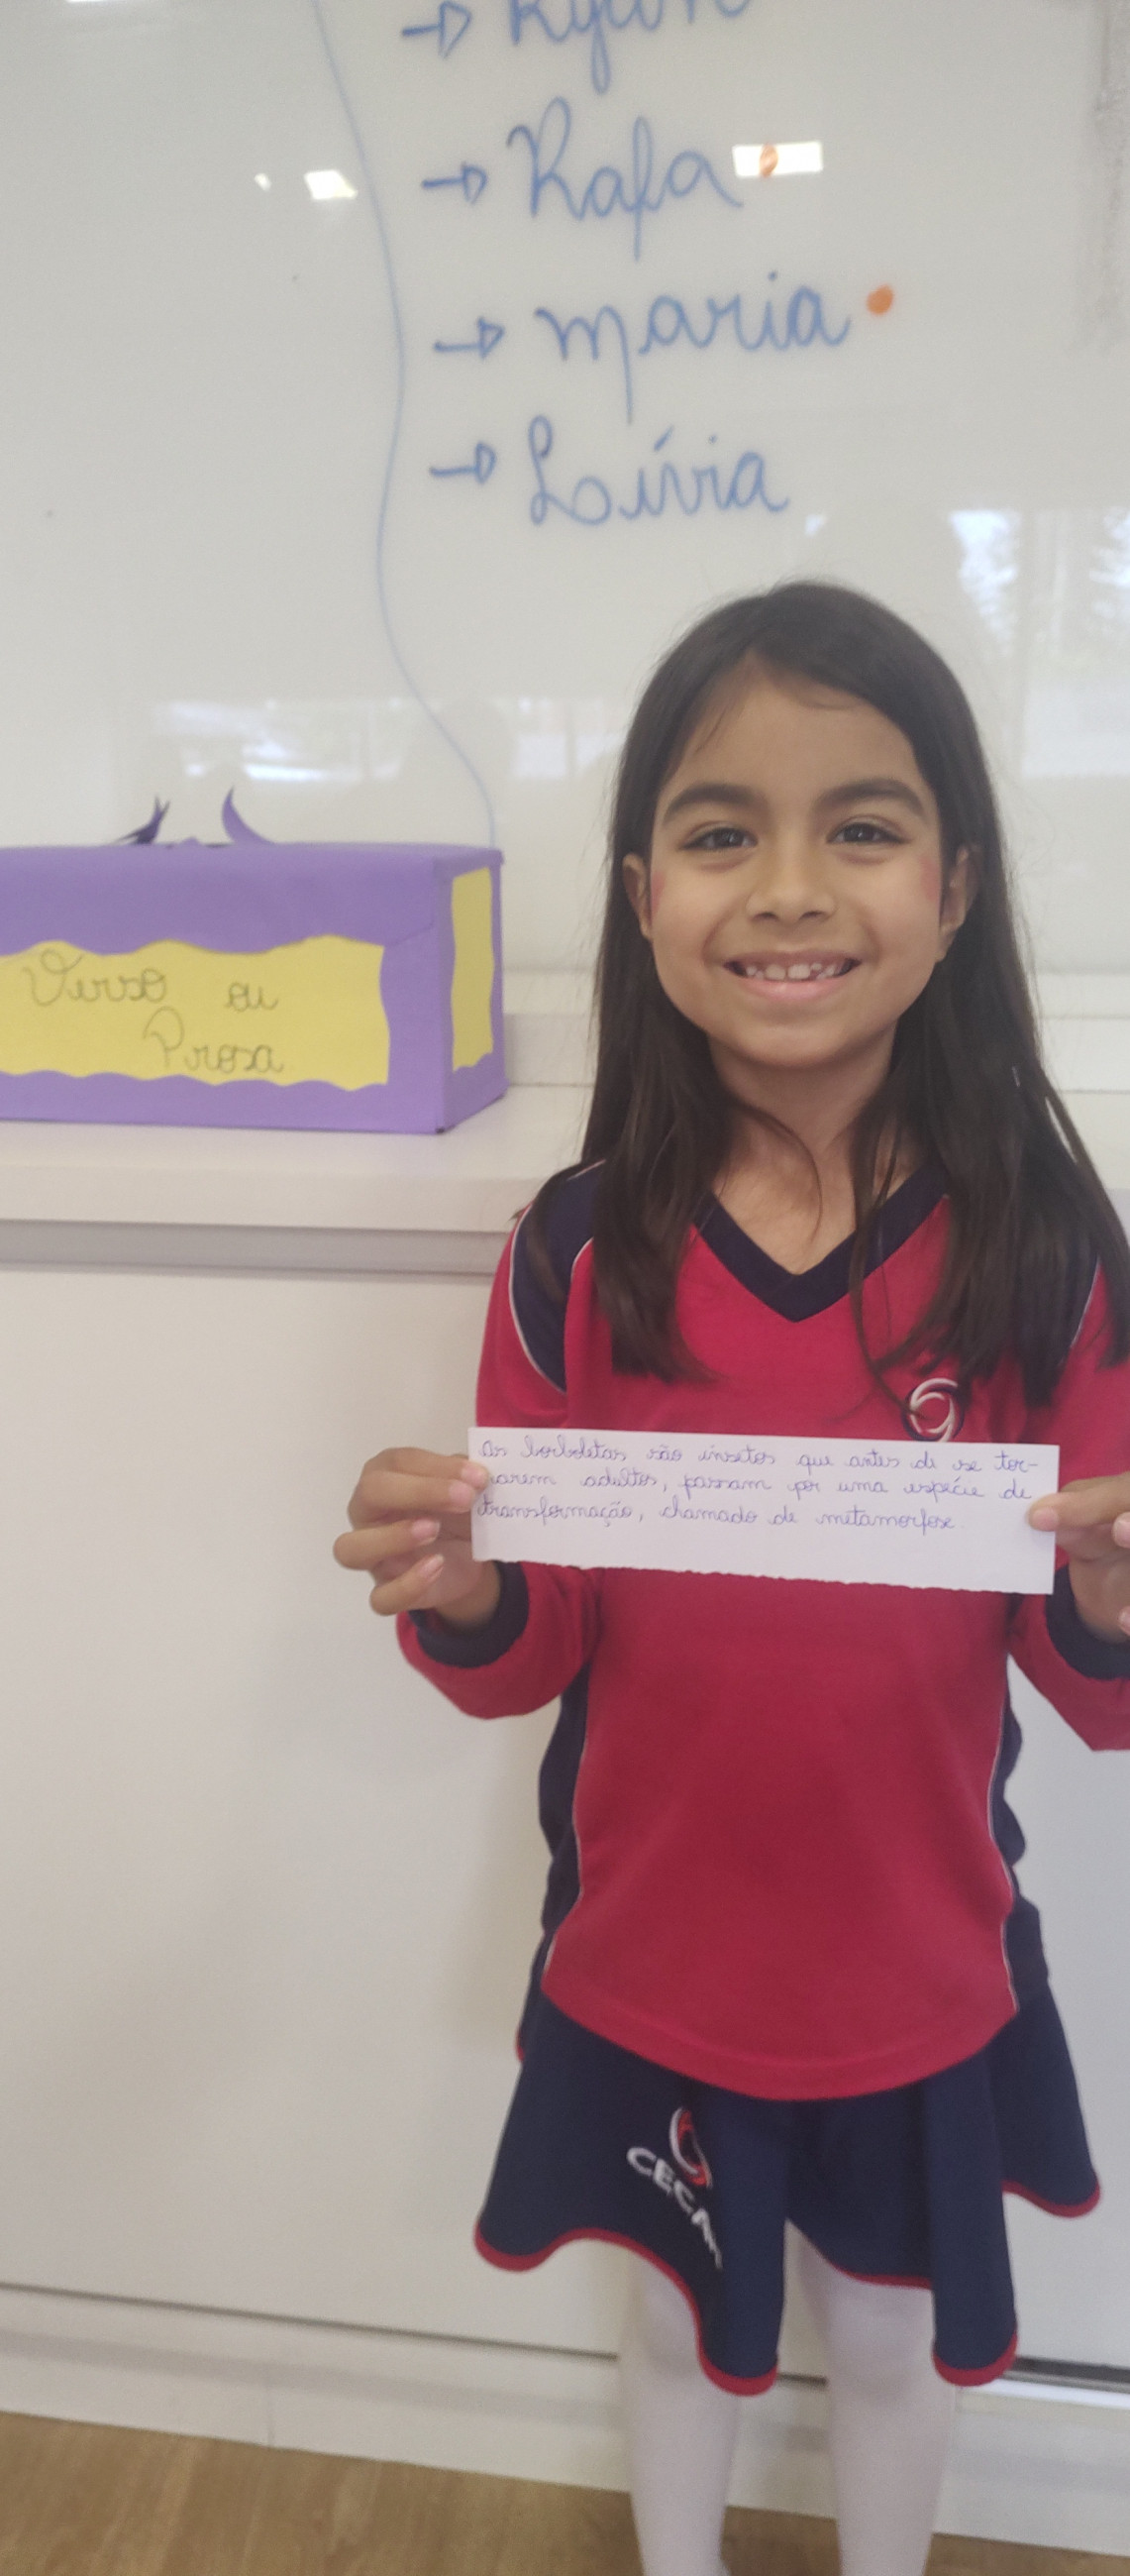 → Rafa
→ Maria
→ Lívia
Verso ou
Prosa
As borboletas são insetos que antes de se tor-
narem adultos, passam por uma espécie de
transformação, chamado de metamorfose.
CECAM